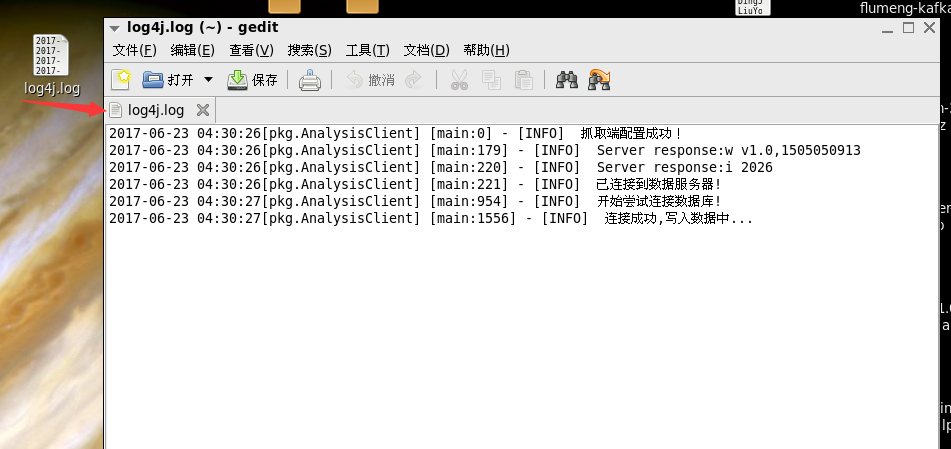 DingJ
LiuYo
flumeng-kafka
log4j.log (~) - gedit
文件(F) 编辑(E) 查看(V) 搜索(S) 工具(T) 文档(D) 帮助(H)
打开 保存 撤消
log4j.log
2017-06-23 04:30:26[pkg.AnalysisClient] [main:0] - [INFO] 抓取端配置成功！
2017-06-23 04:30:26[pkg.AnalysisClient] [main:179] - [INFO] Server response:w v1.0,1505050913
2017-06-23 04:30:26[pkg.AnalysisClient] [main:220] - [INFO] Server response:i 2026
2017-06-23 04:30:26[pkg.AnalysisClient] [main:221] - [INFO] 已连接到数据服务器!
2017-06-23 04:30:27[pkg.AnalysisClient] [main:954] - [INFO] 开始尝试连接数据库!
2017-06-23 04:30:27[pkg.AnalysisClient] [main:1556] - [INFO] 连接成功,写入数据中...
2017-
2017-
2017-
2017-
log4j.log